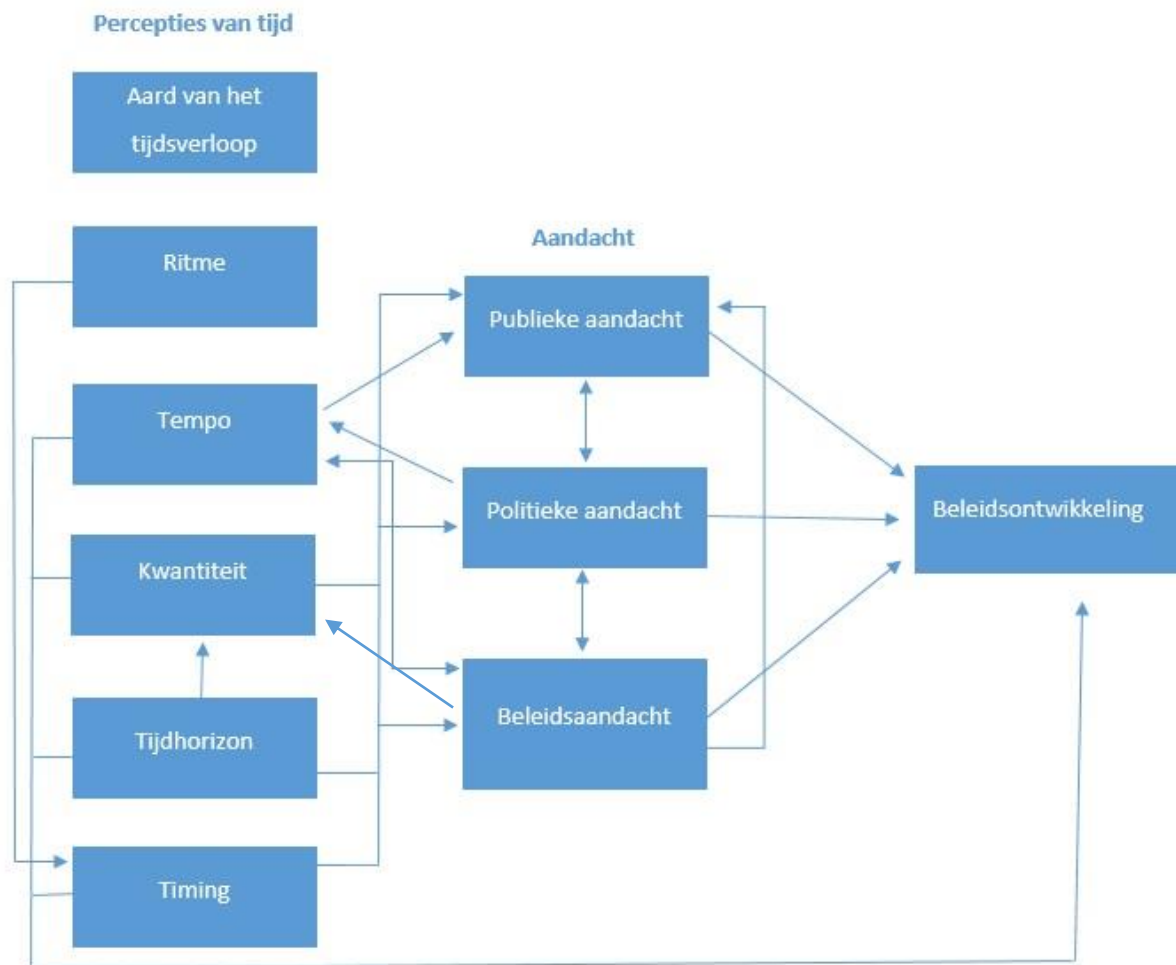 Percepties van tijd
Aard van het
tijdsverloop
Ritme
Tempo
Kwantiteit
Tijdhorizon
Timing
Aandacht
Publieke aandacht
Politieke aandacht
Beleidsaandacht
Beleidsontwikkeling